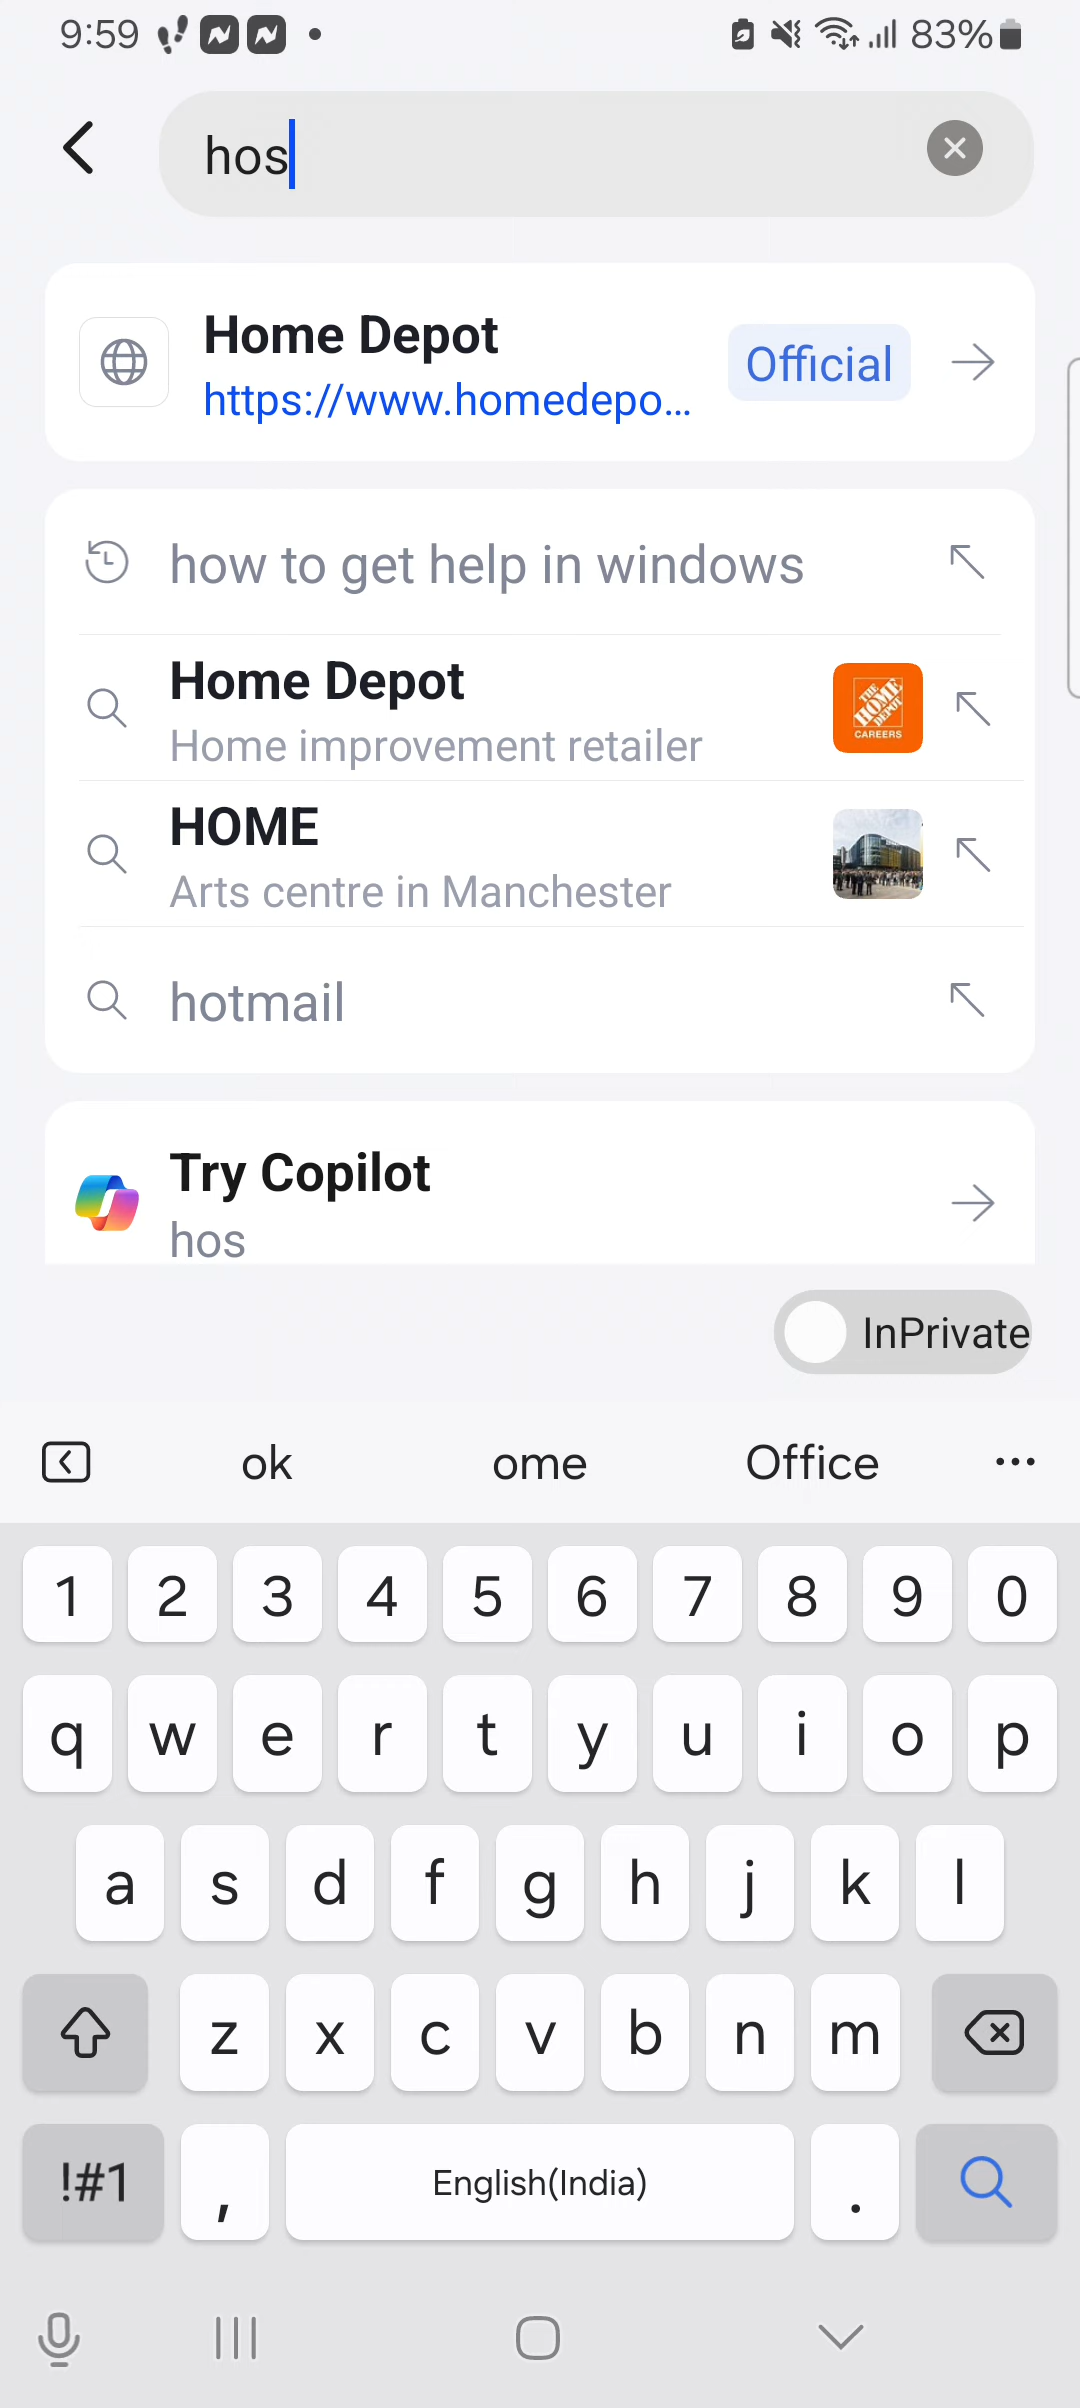 9:59
83%
hos
Home Depot
https://www.homedepo...
Official
how to get help in windows
Home Depot
Home improvement retailer
THE HOME DEPOT
CAREERS
HOME
Arts centre in Manchester
hotmail
Try Copilot
hos
InPrivate
ok ome Office ...
1 2 3 4 5 6 7 8 9 0
q w e r t y u i o p
a s d f g h j k l
z x c v b n m
!#1 , English(India) .